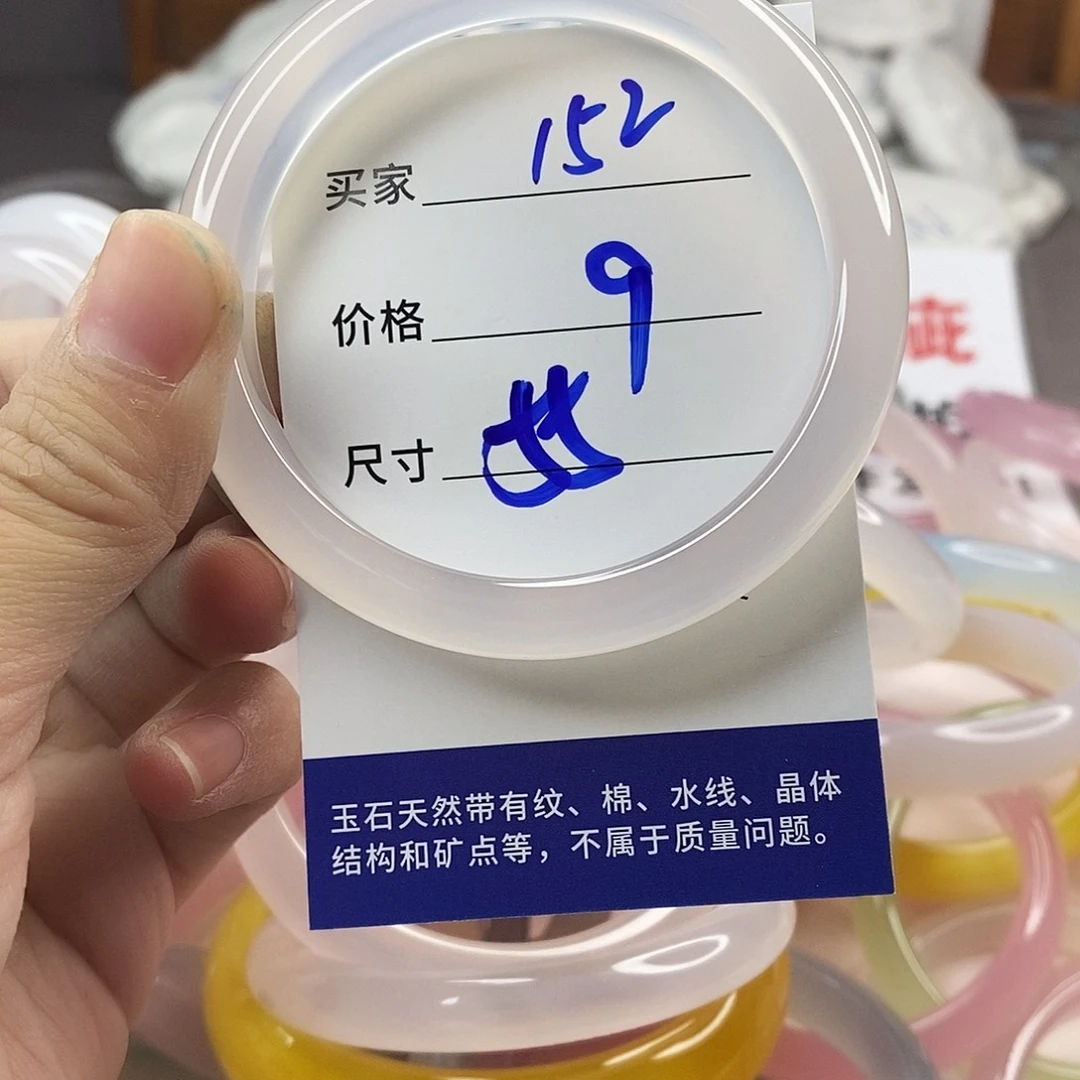 买家 152
价格 9
尺寸
玉石天然带有纹、棉、水线、晶体
结构和矿点等，不属于质量问题。
疵